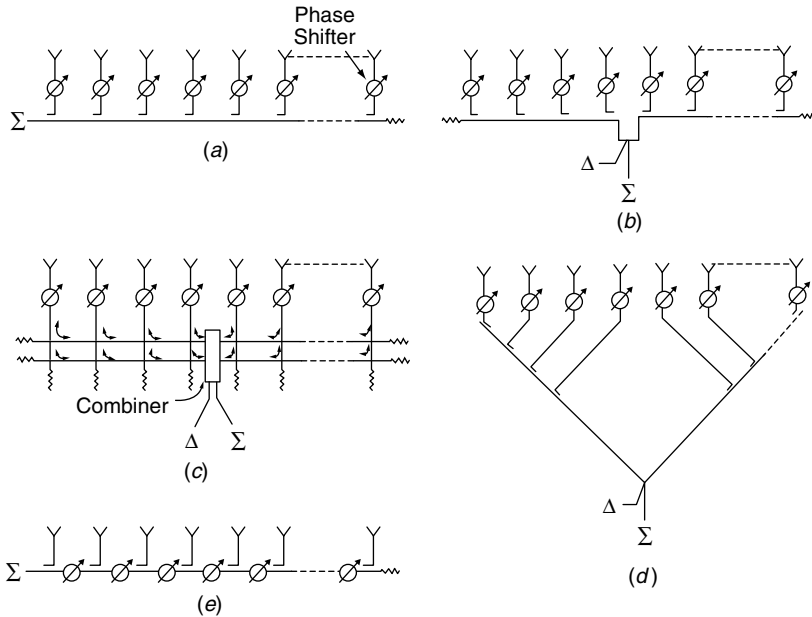 Phase
Shifter
Σ
(a)
Δ
Σ
(b)
Combiner
Δ
Σ
(c)
Δ
Σ
(d)
Σ
(e)